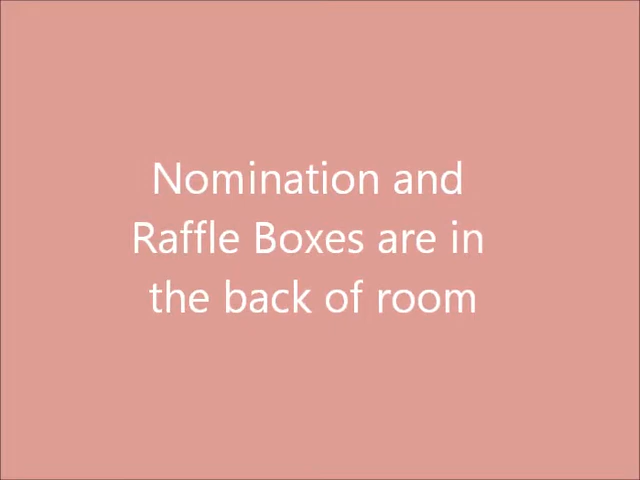 Nomination and
Raffle Boxes are in
the back of room